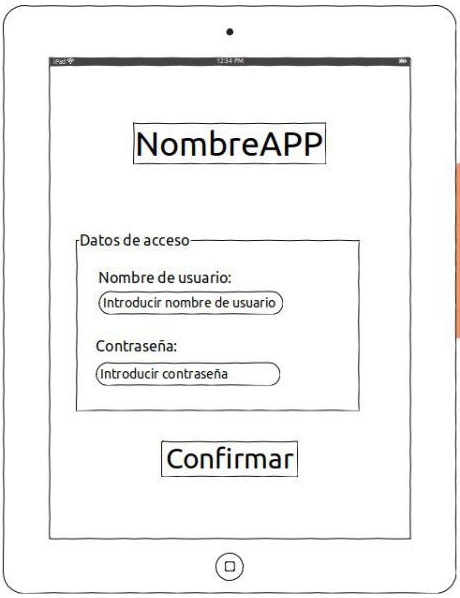 iPad
12:34 PM
NombreAPP
Datos de acceso
Nombre de usuario:
Introducir nombre de usuario
Contraseña:
Introducir contraseña
Confirmar